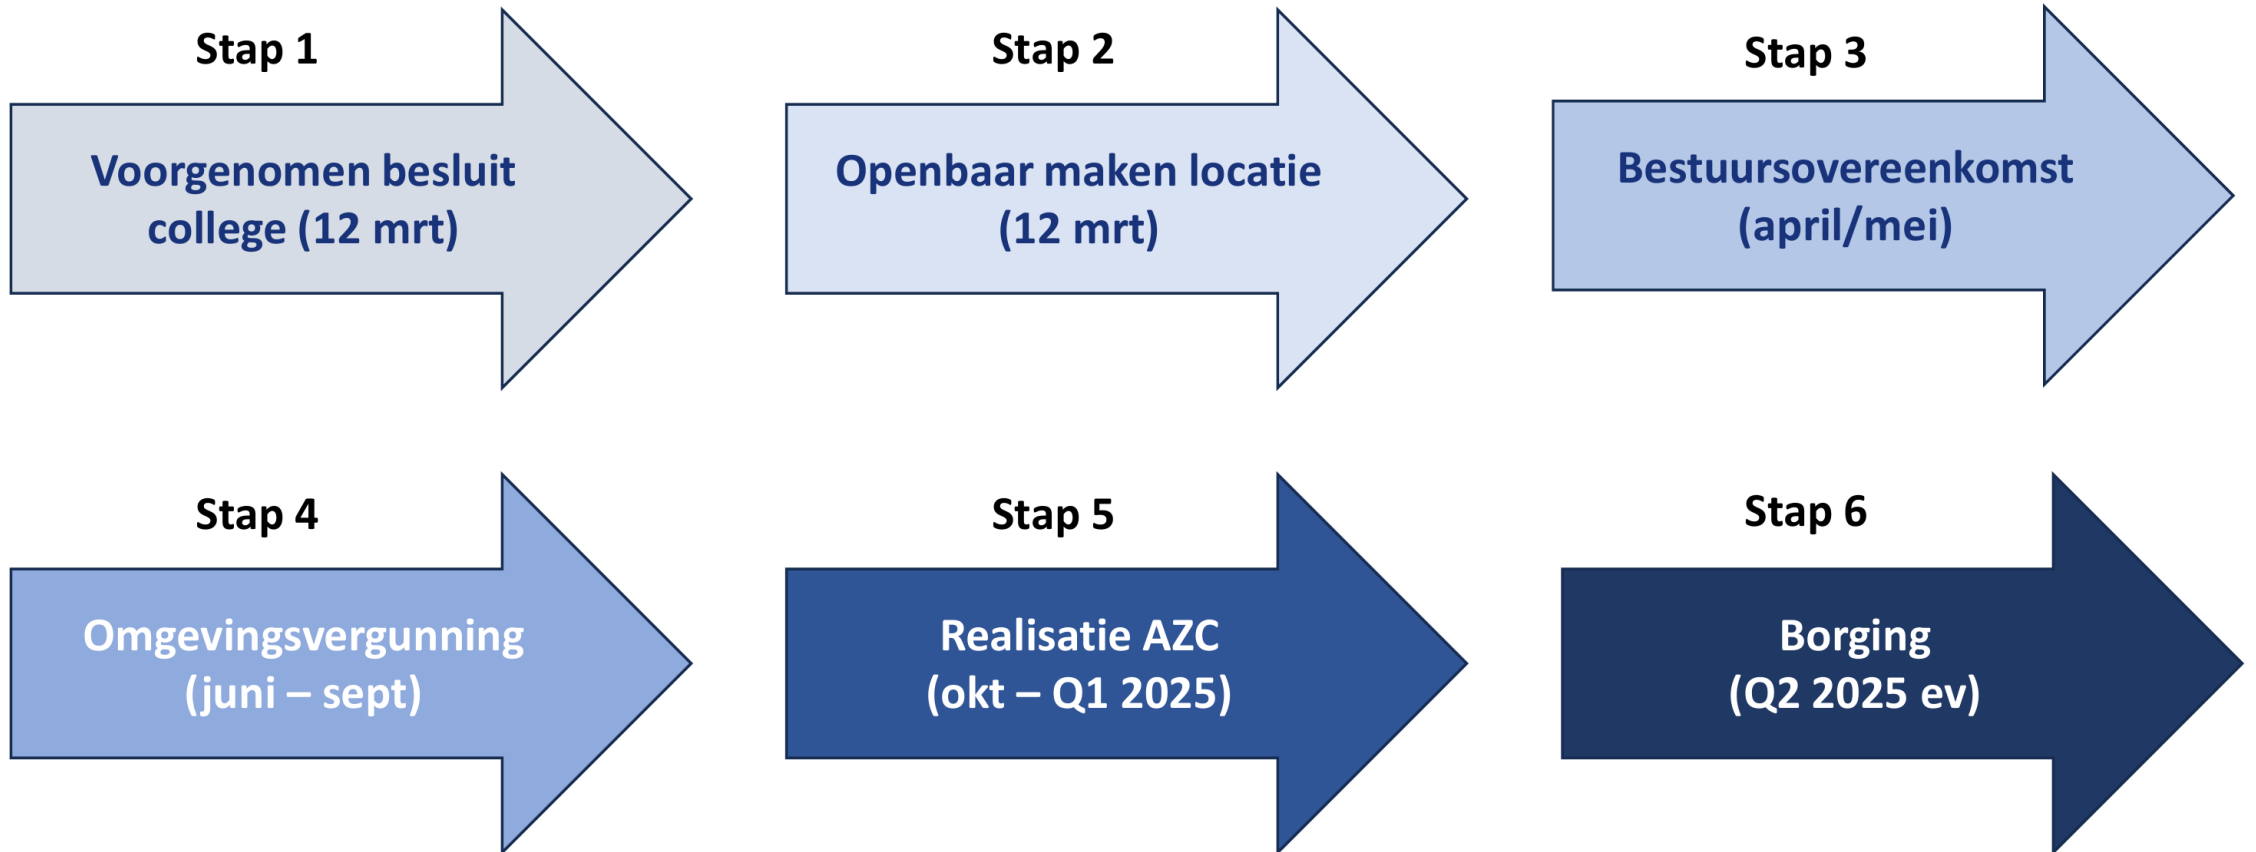 Stap 1
Voorgenomen besluit
college (12 mrt)
Stap 2
Openbaar maken locatie
(12 mrt)
Stap 3
Bestuursovereenkomst
(april/mei)
Stap 4
Omgevingsvergunning
(juni – sept)
Stap 5
Realisatie AZC
(okt – Q1 2025)
Stap 6
Borging
(Q2 2025 ev)